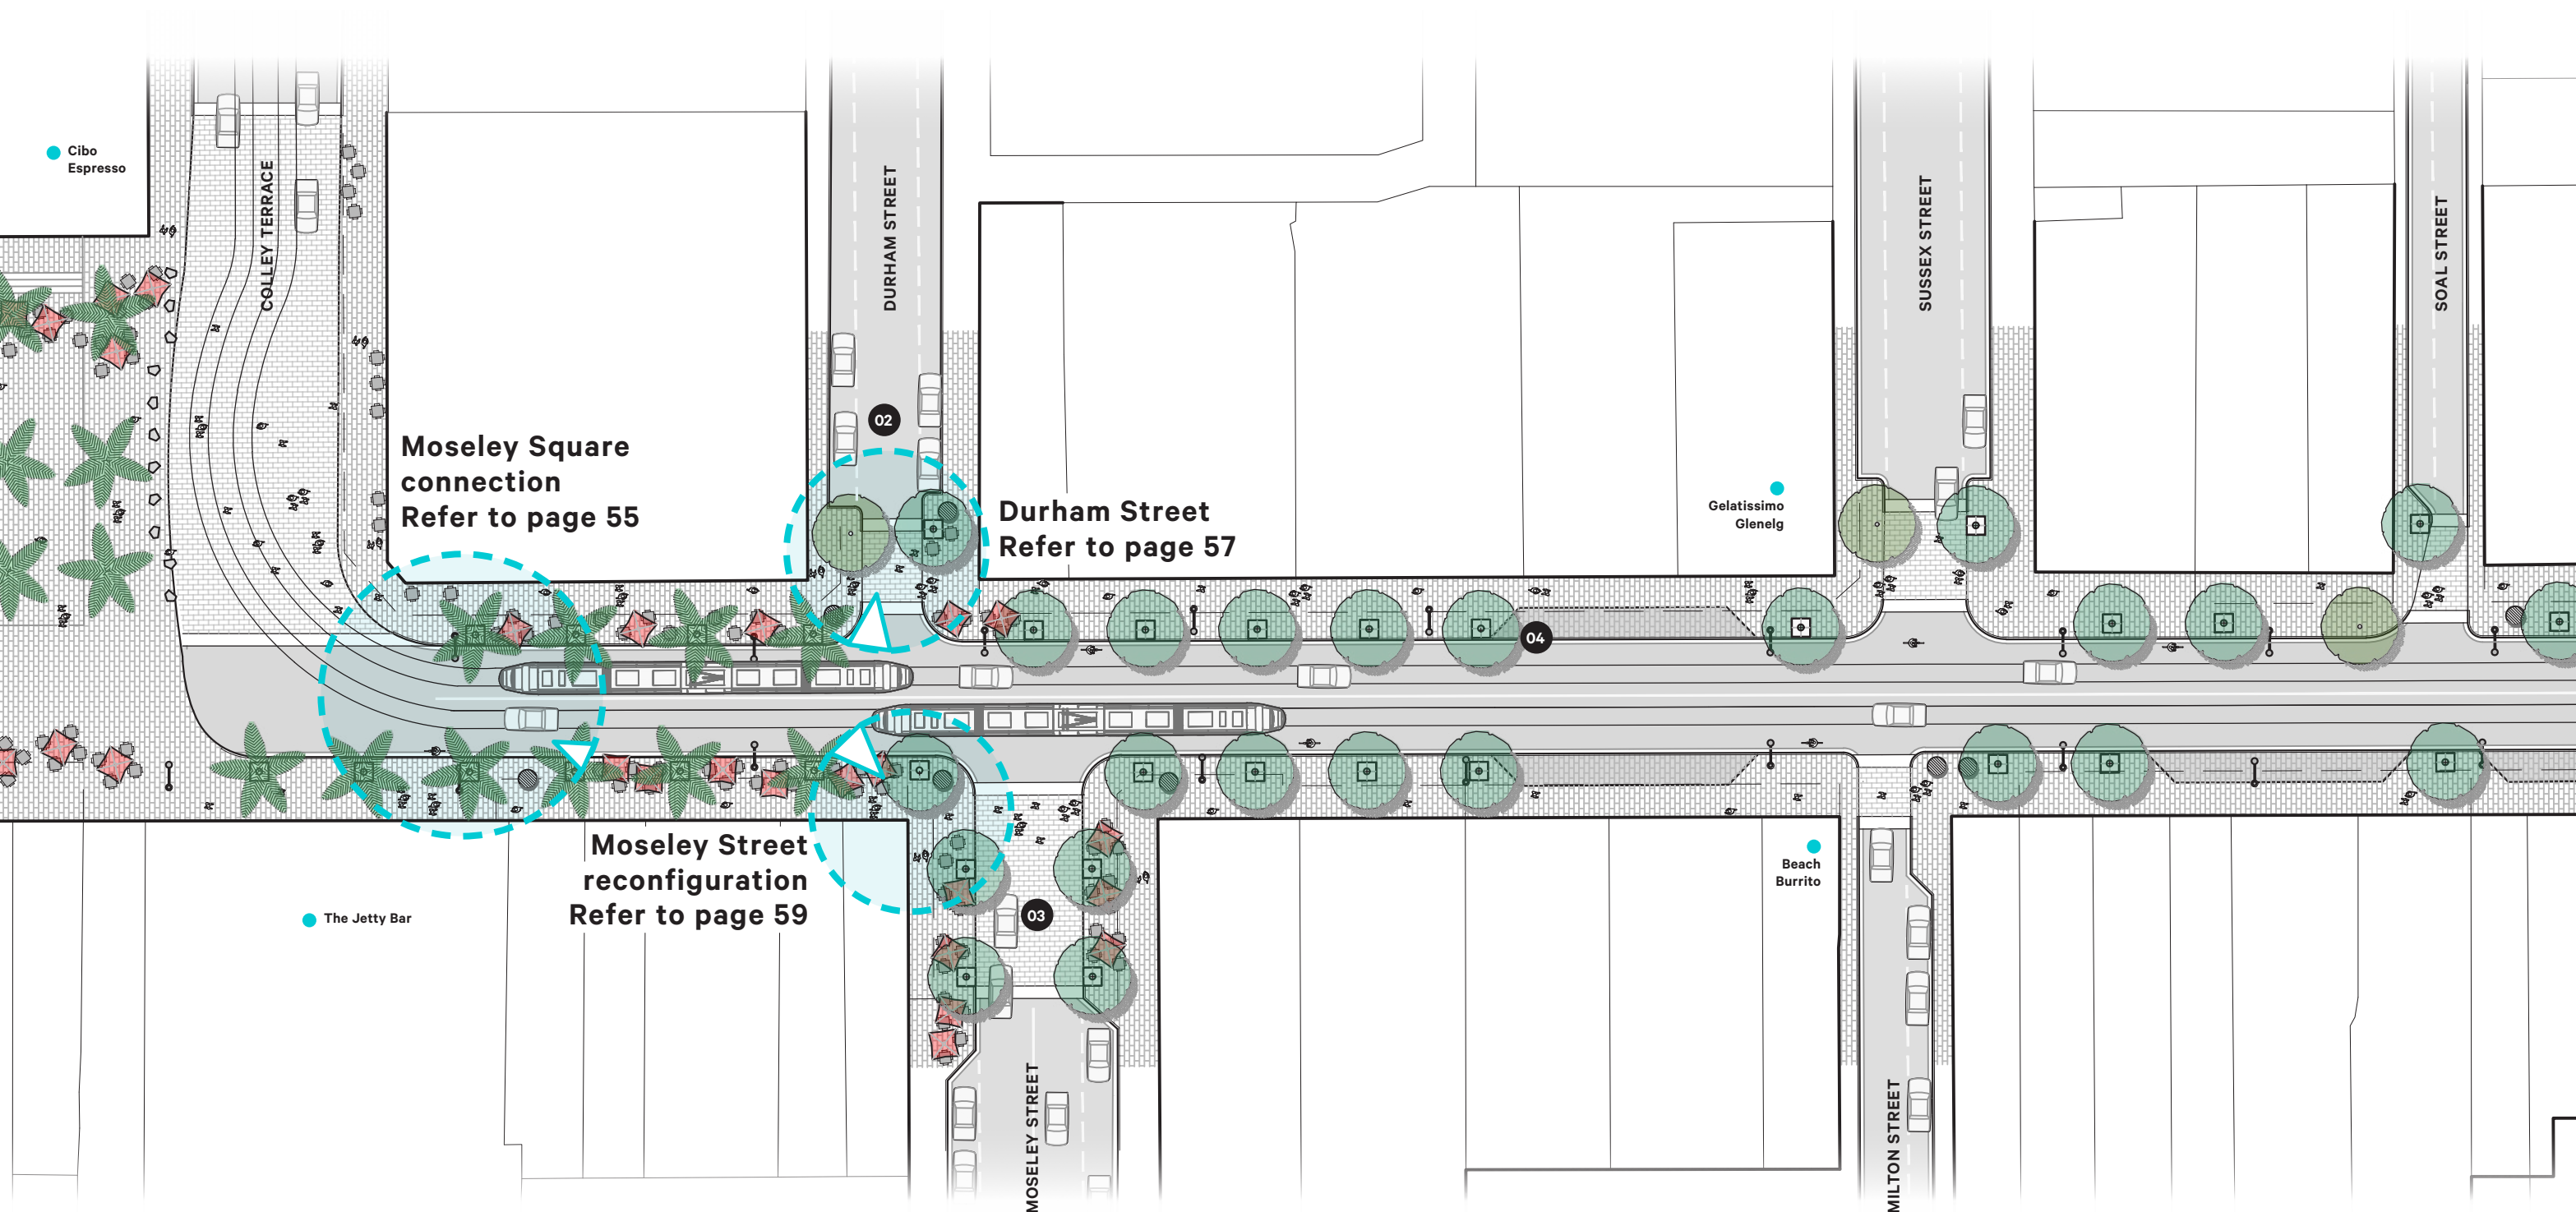 Cibo
Espresso
COLLEY TERRACE
DURHAM STREET
SUSSEX STREET
SOAL STREET
02
Moseley Square
connection
Refer to page 55
Durham Street
Refer to page 57
Gelatissimo
Glenelg
04
Moseley Street
reconfiguration
Refer to page 59
The Jetty Bar
03
Beach
Burrito
MOSELEY STREET
MILTON STREET